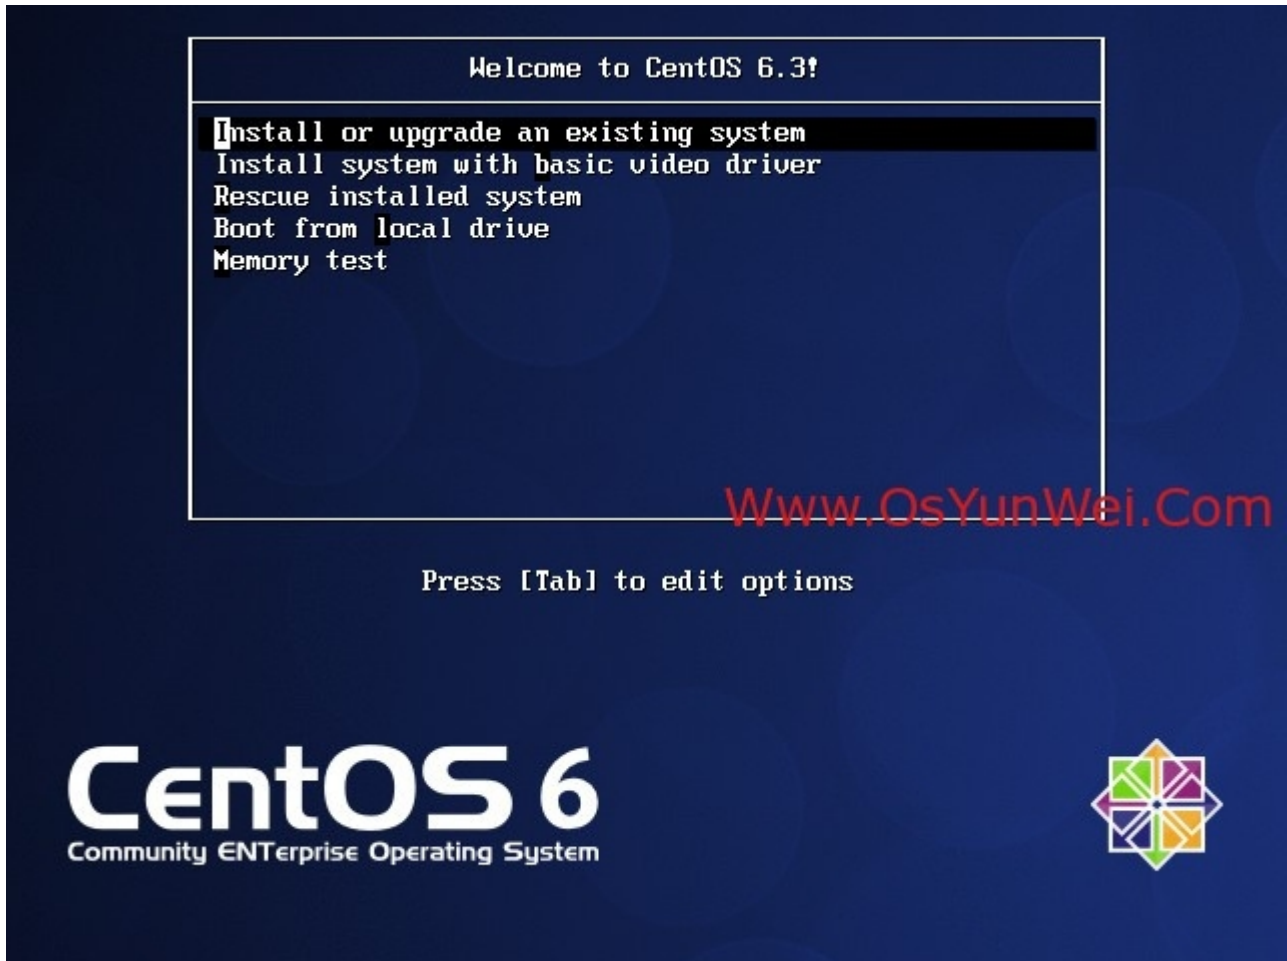 Welcome to CentOS 6.3!
Install or upgrade an existing system
Install system with basic video driver
Rescue installed system
Boot from local drive
Memory test
Www.OsYunWei.Com
Press [Tab] to edit options
CentOS 6
Community ENTerprise Operating System